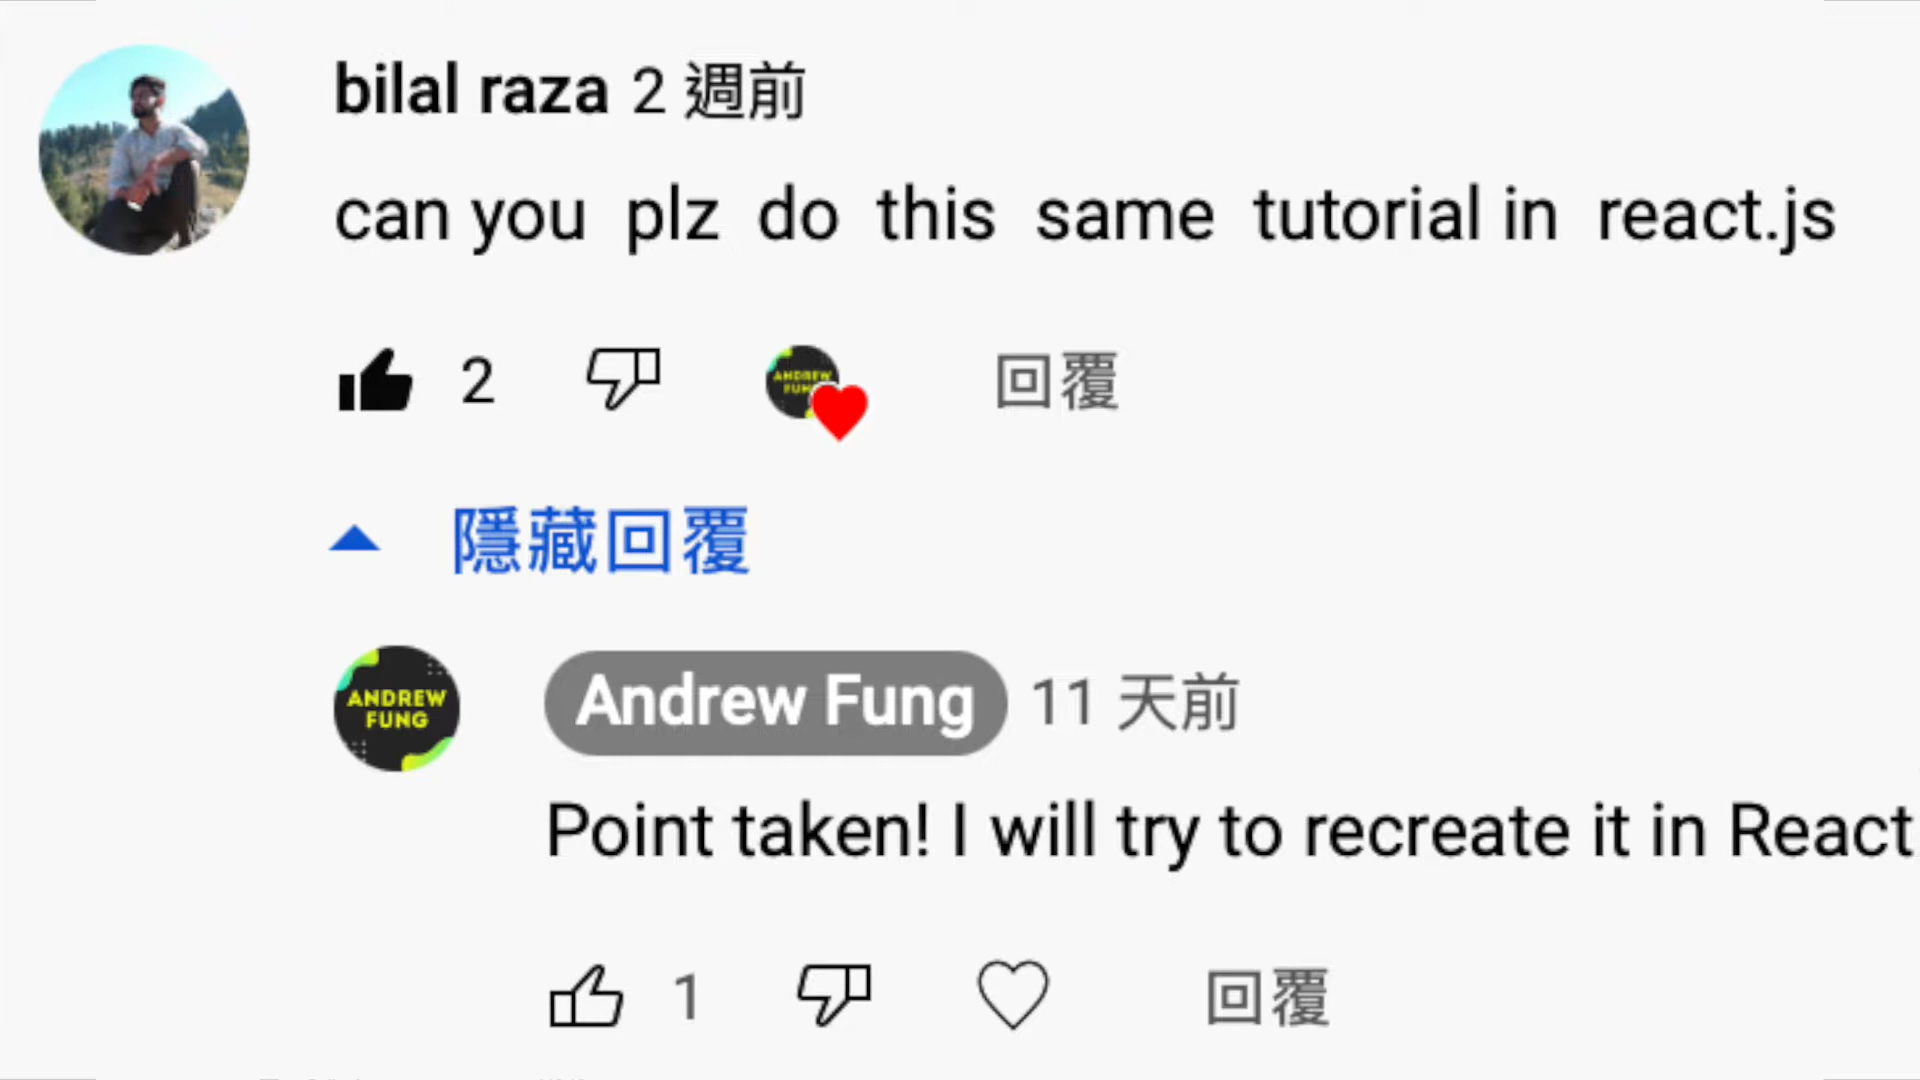 bilal raza 2 週前
can you plz do this same tutorial in react.js
2 ANDREW FUNG 回覆
隱藏回覆
ANDREW
FUNG
Andrew Fung 11 天前
Point taken! I will try to recreate it in React
1 回覆